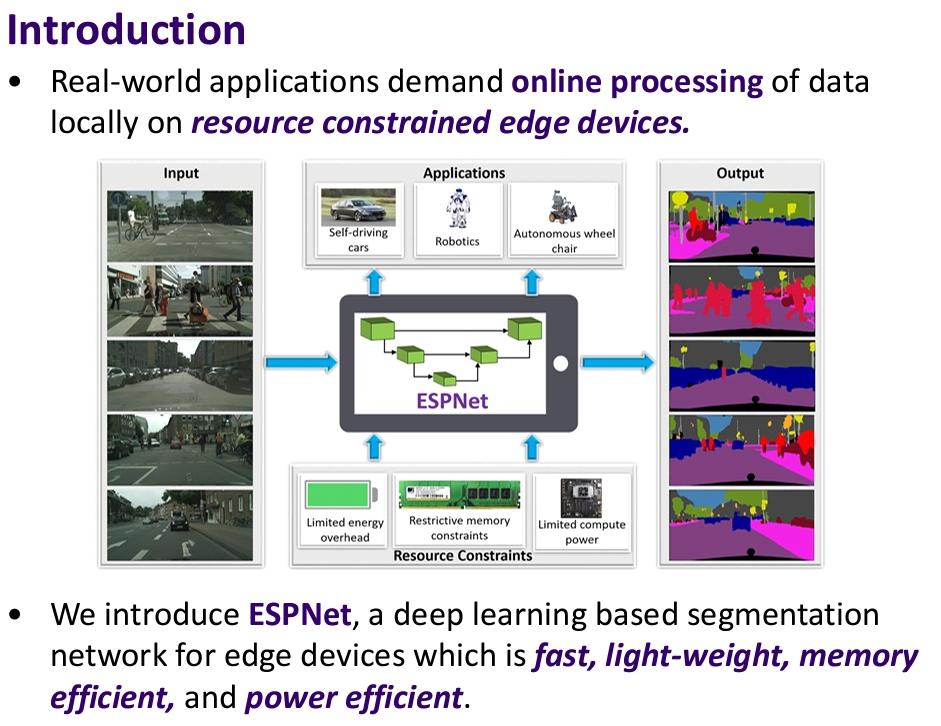 Introduction
• Real-world applications demand online processing of data
locally on resource constrained edge devices.
Input
Applications
Output
Self-driving
cars
Robotics
Autonomous wheel
chair
ESPNet
Limited energy
overhead
Restrictive memory
constraints
Limited compute
power
Resource Constraints
• We introduce ESPNet, a deep learning based segmentation
network for edge devices which is fast, light-weight, memory
efficient, and power efficient.